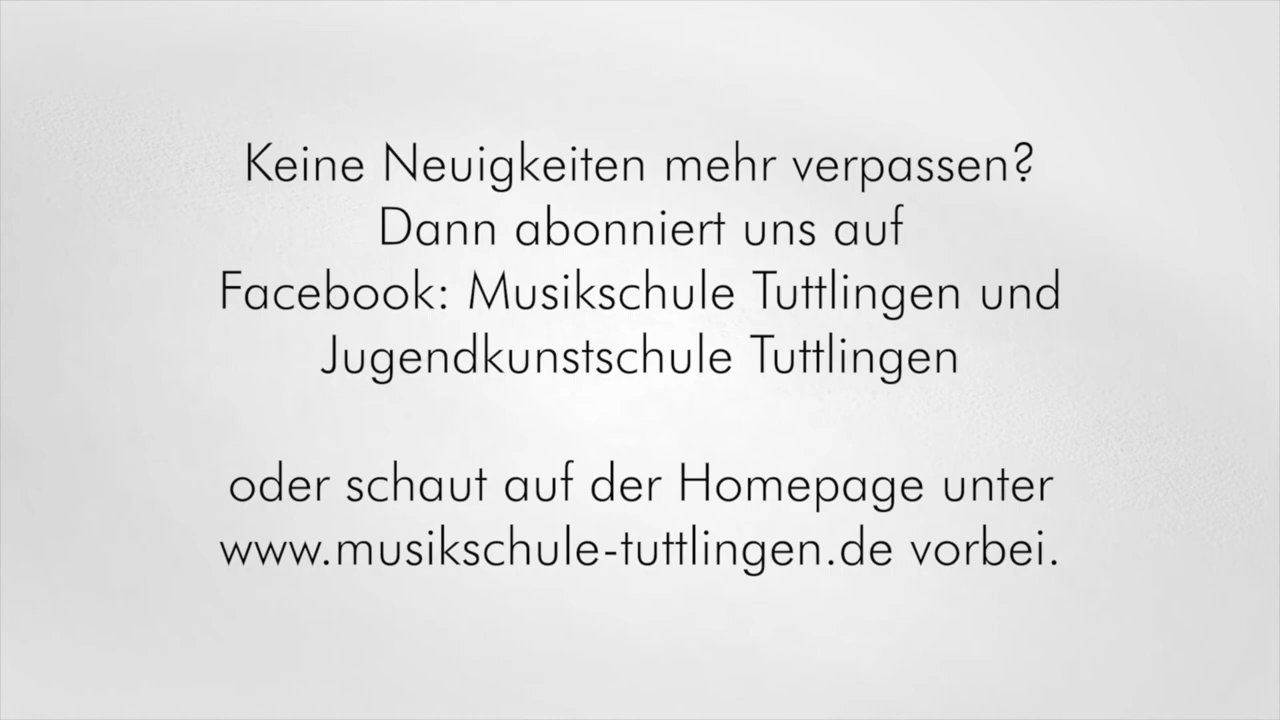 Keine Neuigkeiten mehr verpassen?
Dann abonniert uns auf
Facebook: Musikschule Tuttlingen und
Jugendkunstschule Tuttlingen
oder schaut auf der Homepage unter
www.musikschule-tuttlingen.de vorbei.